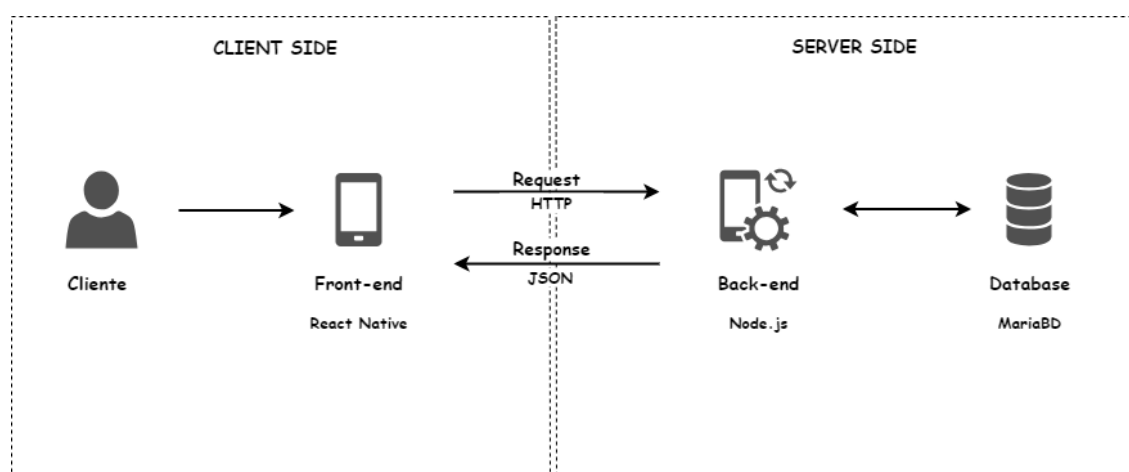 CLIENT SIDE
SERVER SIDE
Request
HTTP
Response
JSON
Cliente
Front-end
Back-end
Database
React Native
Node.js
MariaBD